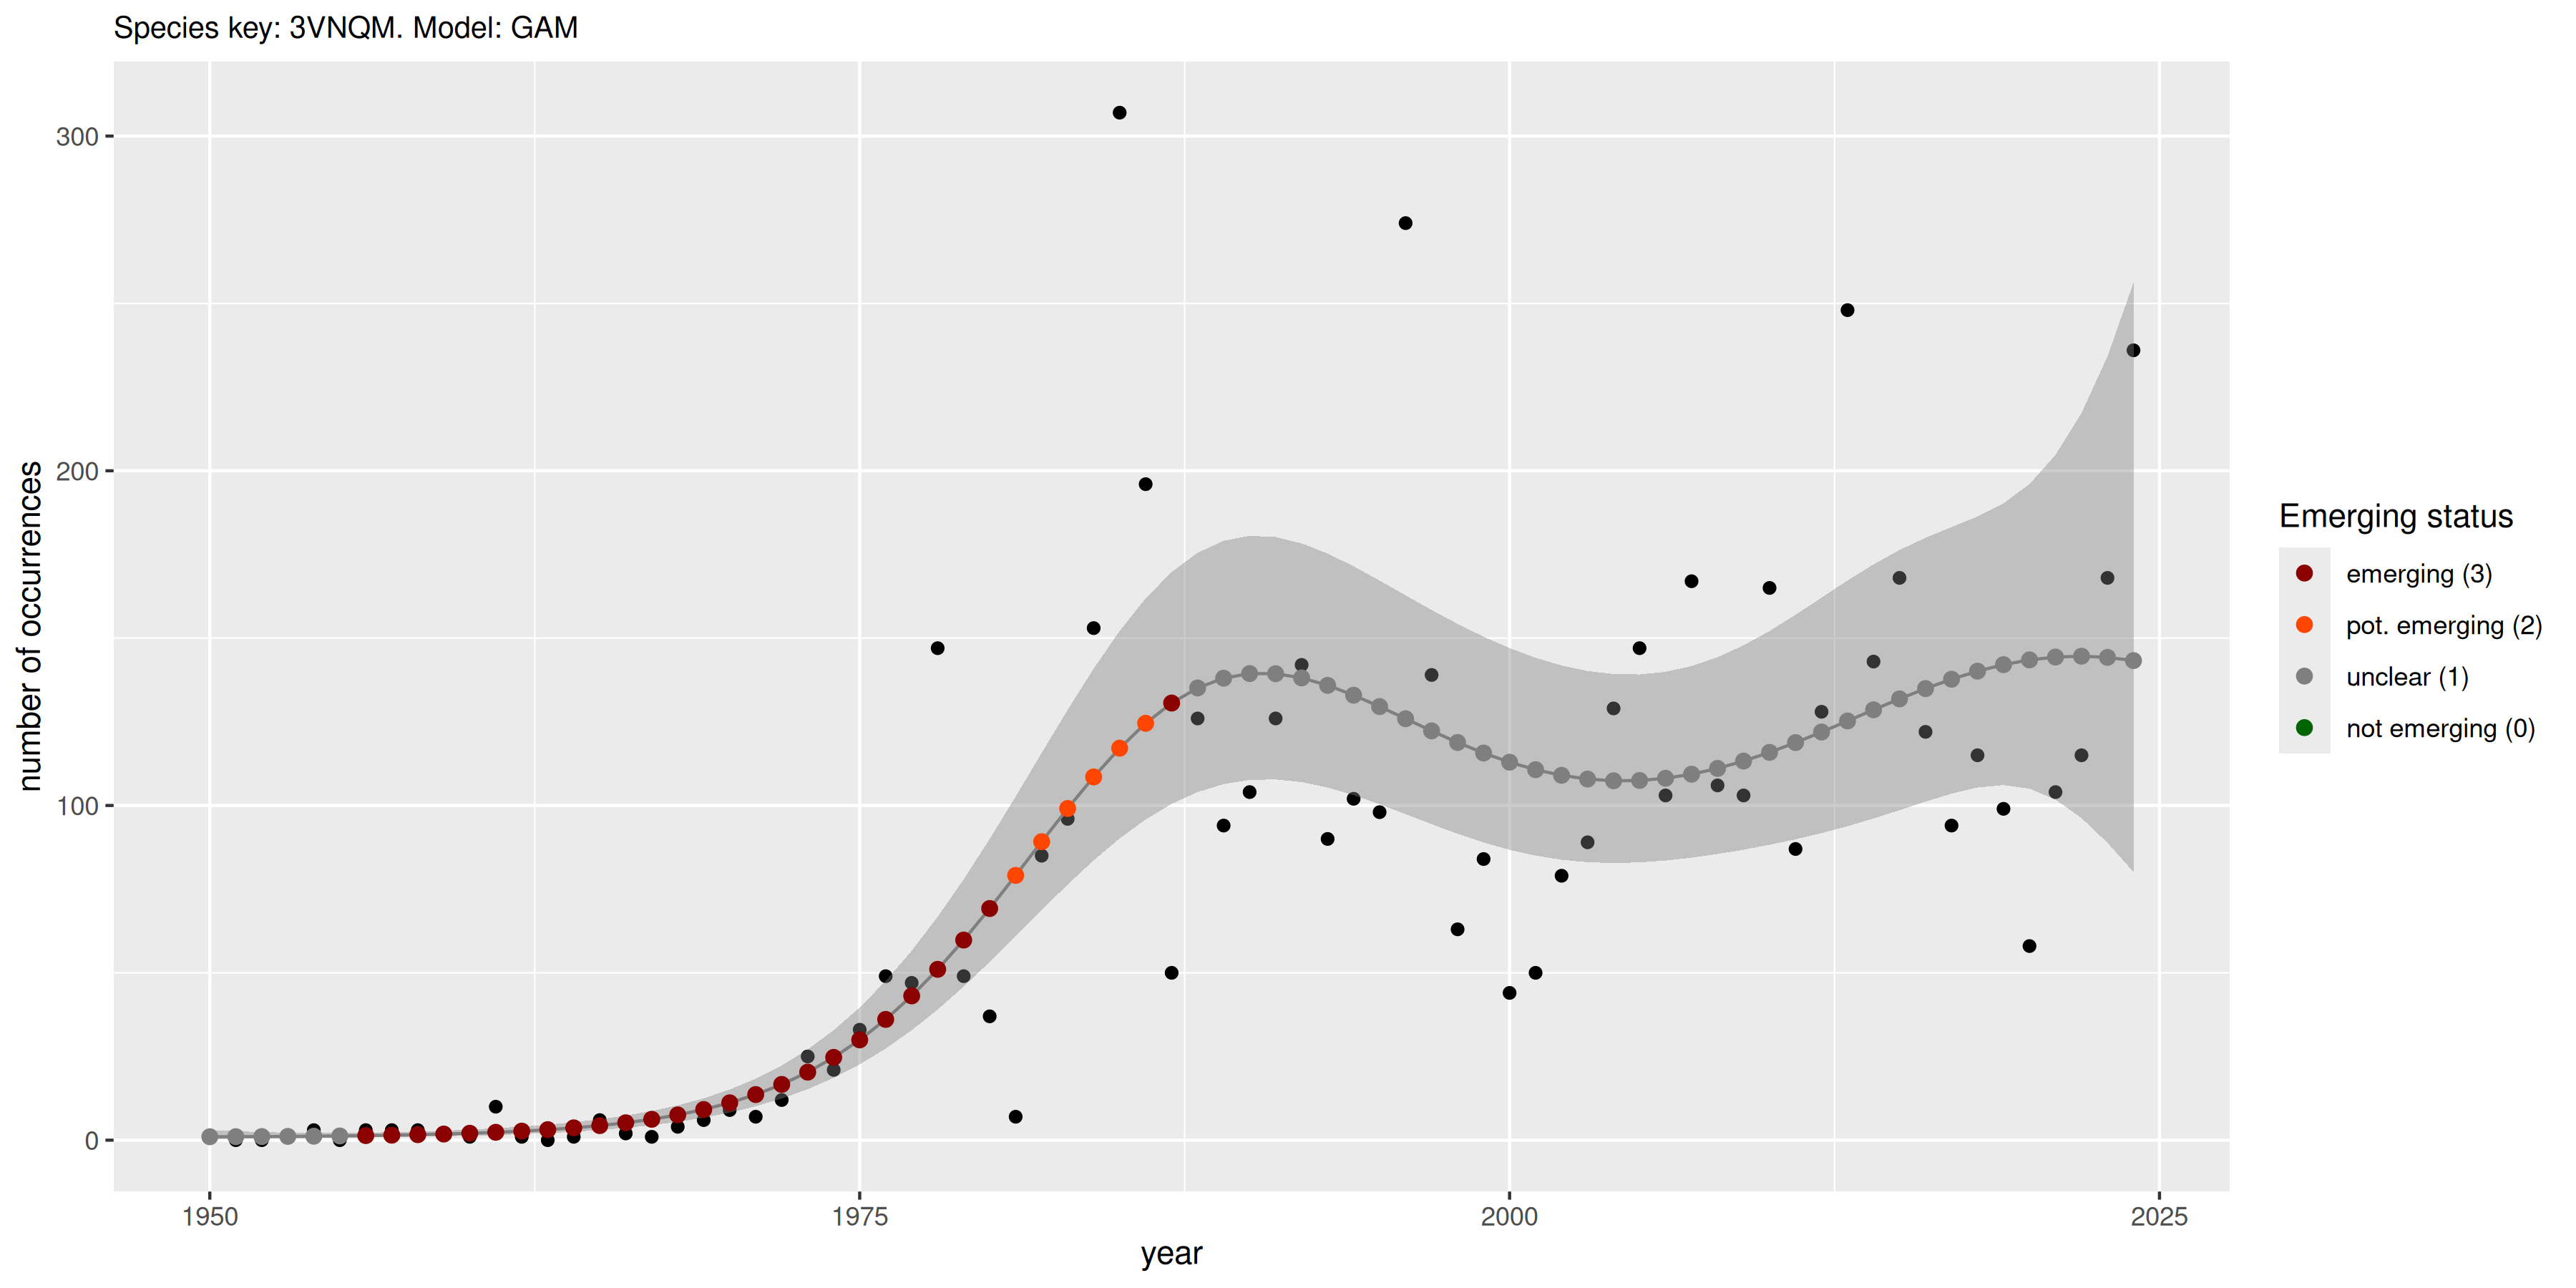 Species key: 3VNQM. Model: GAM
300
200
100
0
number of occurrences
1950
1975
2000
2025
year
Emerging status
emerging (3)
pot. emerging (2)
unclear (1)
not emerging (0)